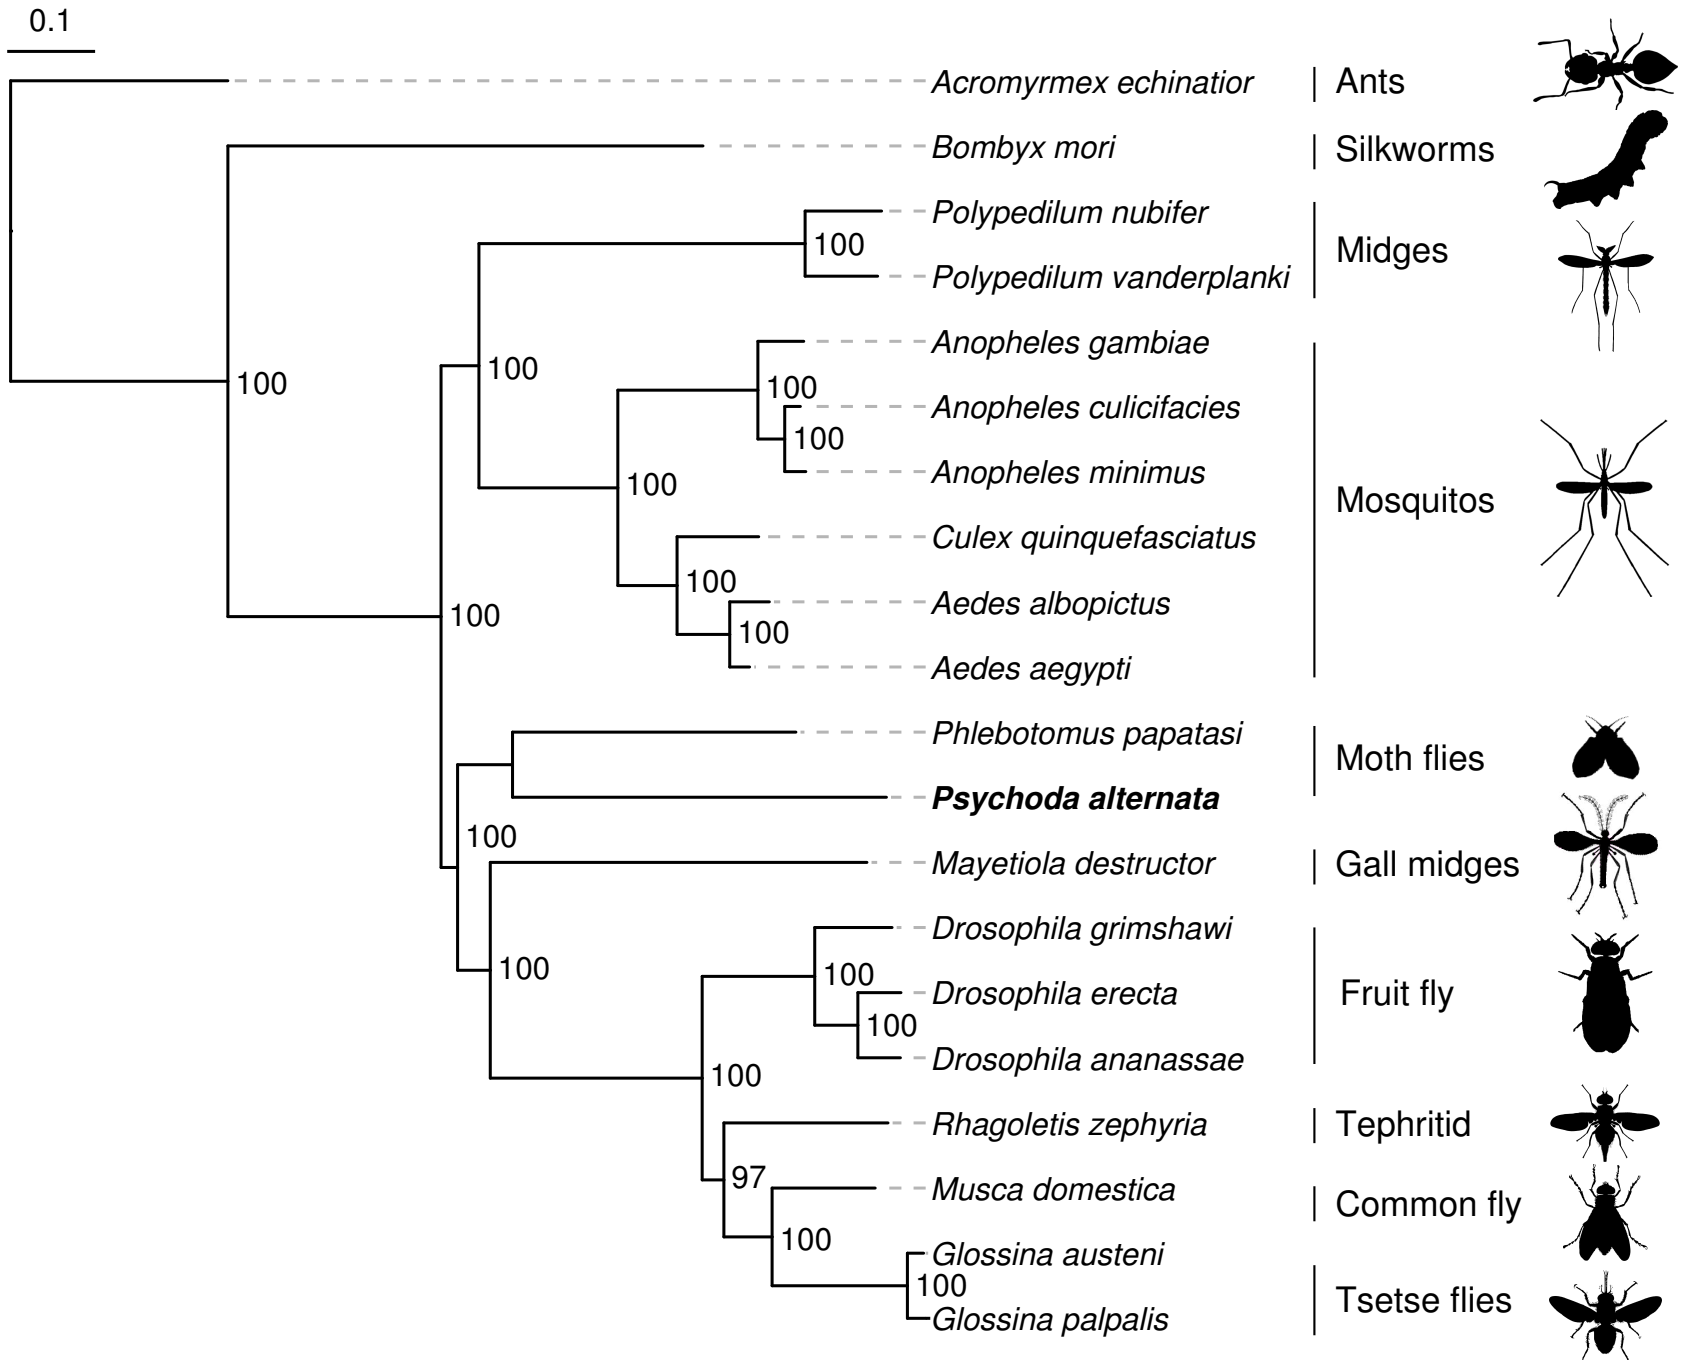 0.1
Acromyrmex echinatior
Ants
Bombyx mori
Silkworms
Polypedilum nubifer
100
Midges
Polypedilum vanderplanki
Anopheles gambiae
100
100
100
Anopheles culicifacies
100
Anopheles minimus
100
Mosquitos
Culex quinquefasciatus
100
Aedes albopictus
100
100
Aedes aegypti
Phlebotomus papatasi
Moth flies
Psychoda alternata
100
Mayetiola destructor
Gall midges
Drosophila grimshawi
100
100
Drosophila erecta
Fruit fly
100
Drosophila ananassae
100
Rhagoletis zephyria
Tephritid
97
Musca domestica
Common fly
100
Glossina austeni
100
Tsetse flies
Glossina palpalis